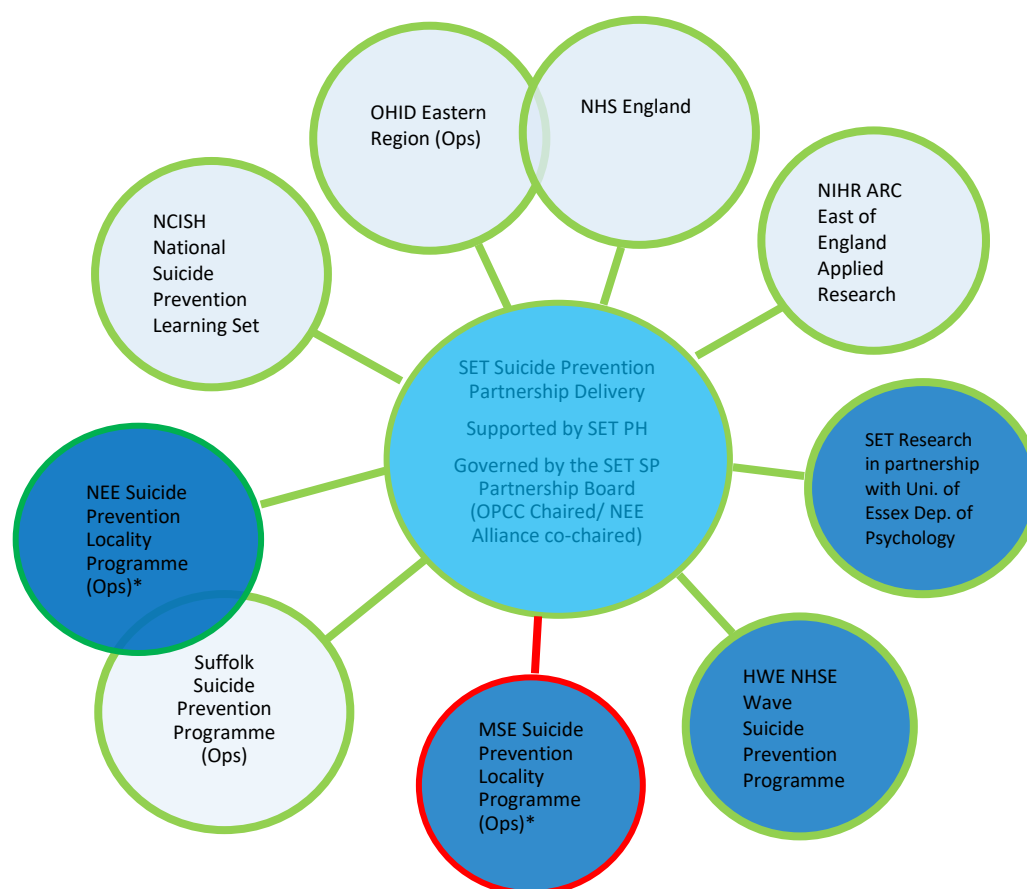 OHID Eastern
Region (Ops)
NHS England
NCISH
National
Suicide
Prevention
Learning Set
NIHR ARC
East of
England
Applied
Research
SET Suicide Prevention
Partnership Delivery
Supported by SET PH
Governed by the SET SP
Partnership Board
(OPCC Chaired/ NEE
Alliance co-chaired)
SET Research
in partnership
with Uni. of
Essex Dep. of
Psychology
NEE Suicide
Prevention
Locality
Programme
(Ops)*
Suffolk
Suicide
Prevention
Programme
(Ops)
MSE Suicide
Prevention
Locality
Programme
(Ops)*
HWE NHSE
Wave
Suicide
Prevention
Programme